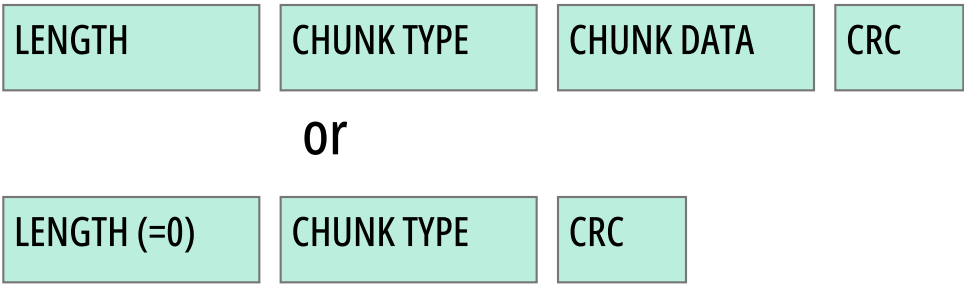 LENGTH CHUNK TYPE CHUNK DATA CRC
or
LENGTH (=0) CHUNK TYPE CRC